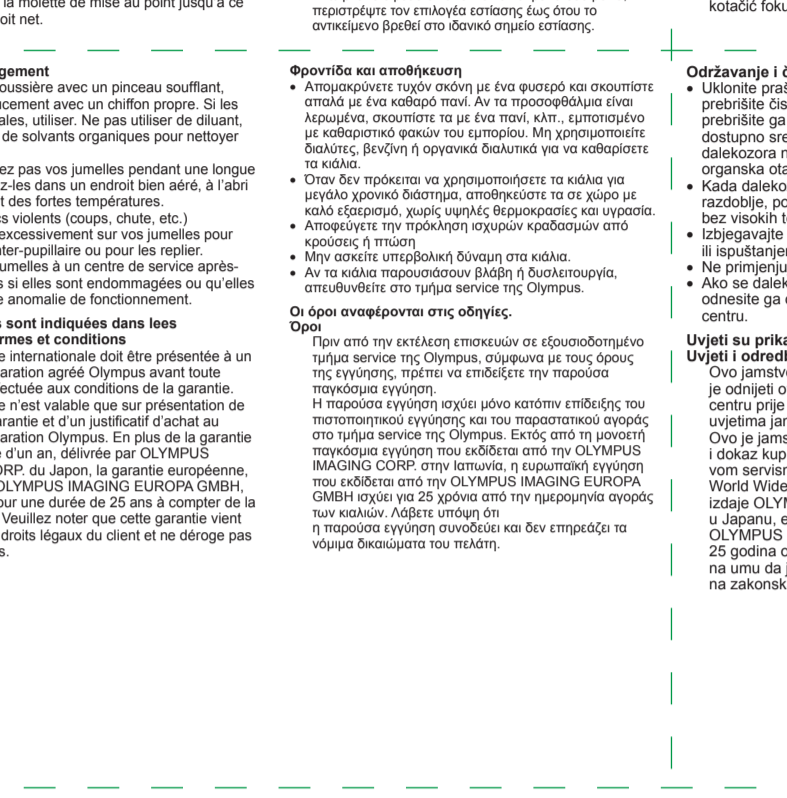 la molette de mise au point jusqu'à ce
oit net.
gement
oussière avec un pinceau soufflant,
cement avec un chiffon propre. Si les
ales, utiliser. Ne pas utiliser de diluant,
de solvants organiques pour nettoyer
ez pas vos jumelles pendant une longue
z-les dans un endroit bien aéré, à l'abri
t des fortes températures.
cs violents (coups, chute, etc.)
excessivement sur vos jumelles pour
nter-pupillaire ou pour les replier.
umelles à un centre de service après-
s si elles sont endommagées ou qu'elles
e anomalie de fonctionnement.
s sont indiquées dans lees
rmes et conditions
e internationale doit être présentée à un
aration agréé Olympus avant toute
fectuée aux conditions de la garantie.
e n'est valable que sur présentation de
arantie et d'un justificatif d'achat au
aration Olympus. En plus de la garantie
e d'un an, délivrée par OLYMPUS
ORP. du Japon, la garantie européenne,
OLYMPUS IMAGING EUROPA GMBH,
our une durée de 25 ans à compter de la
Veuillez noter que cette garantie vient
droits légaux du client et ne déroge pas
s.
περιστρέψτε τον επιλογέα εστίασης έως ότου το
αντικείμενο βρεθεί στο ιδανικό σημείο εστίασης.
Φροντίδα και αποθήκευση
• Απομακρύνετε τυχόν σκόνη με ένα φυσερό και σκουπίστε
απαλά με ένα καθαρό πανί. Αν τα προσοφθάλμια είναι
λερωμένα, σκουπίστε τα με ένα πανί, κλπ., εμποτισμένο
με καθαριστικό φακών του εμπορίου. Μη χρησιμοποιείτε
διαλύτες, βενζίνη ή οργανικά διαλυτικά για να καθαρίσετε
τα κιάλια.
• Όταν δεν πρόκειται να χρησιμοποιήσετε τα κιάλια για
μεγάλο χρονικό διάστημα, αποθηκεύστε τα σε χώρο με
καλό εξαερισμό, χωρίς υψηλές θερμοκρασίες και υγρασία.
• Αποφεύγετε την πρόκληση ισχυρών κραδασμών από
κρούσεις ή πτώση
• Μην ασκείτε υπερβολική δύναμη στα κιάλια.
• Αν τα κιάλια παρουσιάσουν βλάβη ή δυσλειτουργία,
απευθυνθείτε στο τμήμα service της Olympus.
Οι όροι αναφέρονται στις οδηγίες.
Όροι
Πριν από την εκτέλεση επισκευών σε εξουσιοδοτημένο
τμήμα service της Olympus, σύμφωνα με τους όρους
της εγγύησης, πρέπει να επιδείξετε την παρούσα
παγκόσμια εγγύηση.
Η παρούσα εγγύηση ισχύει μόνο κατόπιν επίδειξης του
πιστοποιητικού εγγύησης και του παραστατικού αγοράς
στο τμήμα service της Olympus. Εκτός από τη μονοετή
παγκόσμια εγγύηση που εκδίδεται από την OLYMPUS
IMAGING CORP. στην Ιαπωνία, η ευρωπαϊκή εγγύηση
που εκδίδεται από την OLYMPUS IMAGING EUROPA
GMBH ισχύει για 25 χρόνια από την ημερομηνία αγοράς
των κιαλιών. Λάβετε υπόψη ότι
η παρούσα εγγύηση συνοδεύει και δεν επηρεάζει τα
νόμιμα δικαιώματα του πελάτη.
kotačić foku
Održavanje i č
• Uklonite praš
prebrišite čis
prebrišite ga
dostupno sre
dalekozora n
organska ota
• Kada daleko
razdoblje, po
bez visokih t
• Izbjegavajte
ili ispuštanje
• Ne primjenju
• Ako se dalek
odnesite ga o
centru.
Uvjeti su prika
Uvjeti i odredb
Ovo jamstv
je odnijeti o
centru prije
uvjetima jar
Ovo je jams
i dokaz kup
vom servisn
World Wide
izdaje OLYM
u Japanu, e
OLYMPUS
25 godina o
na umu da j
na zakonsk